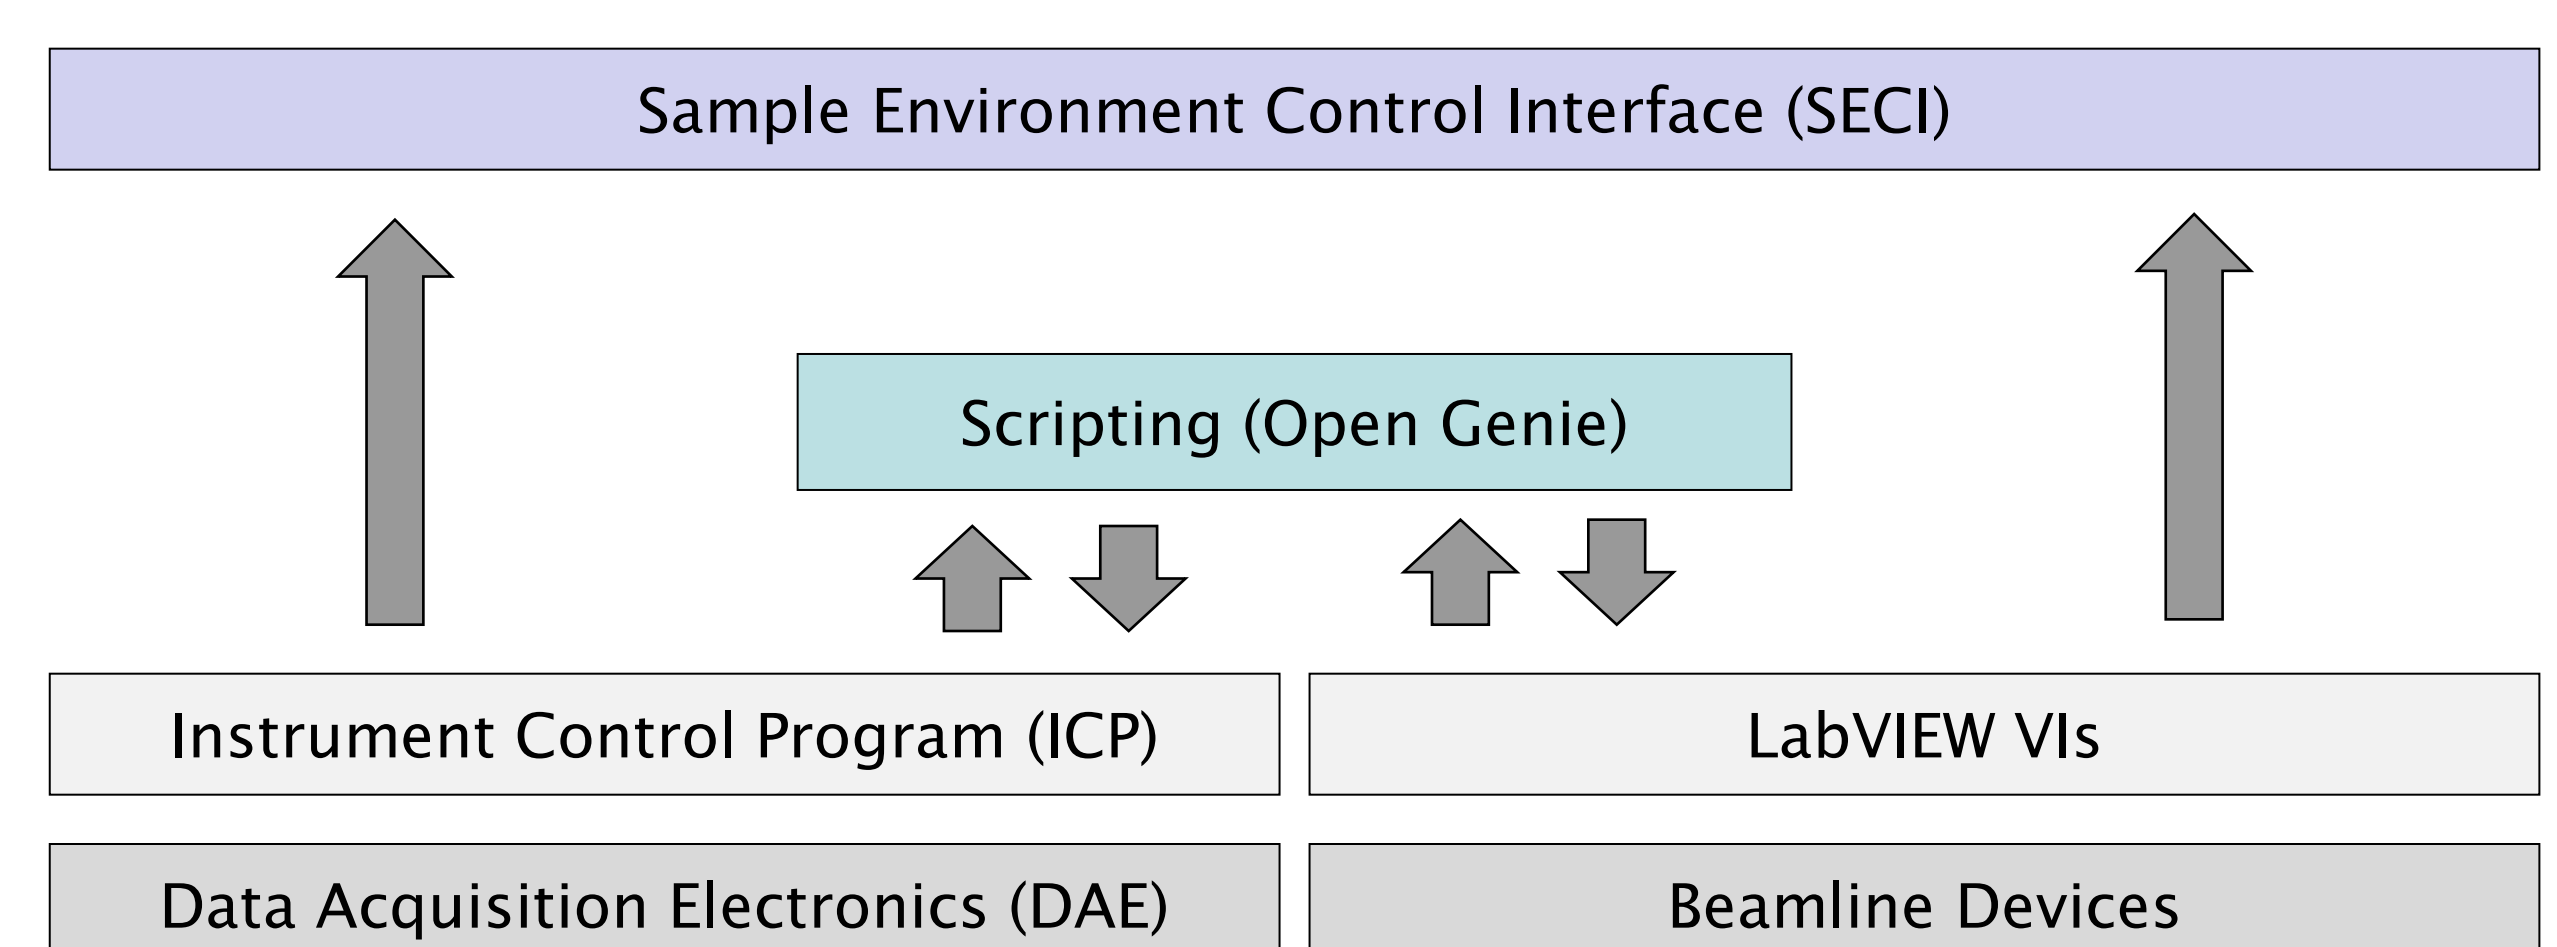 Sample Environment Control Interface (SECI)
Scripting (Open Genie)
Instrument Control Program (ICP)
LabVIEW VIs
Data Acquisition Electronics (DAE)
Beamline Devices